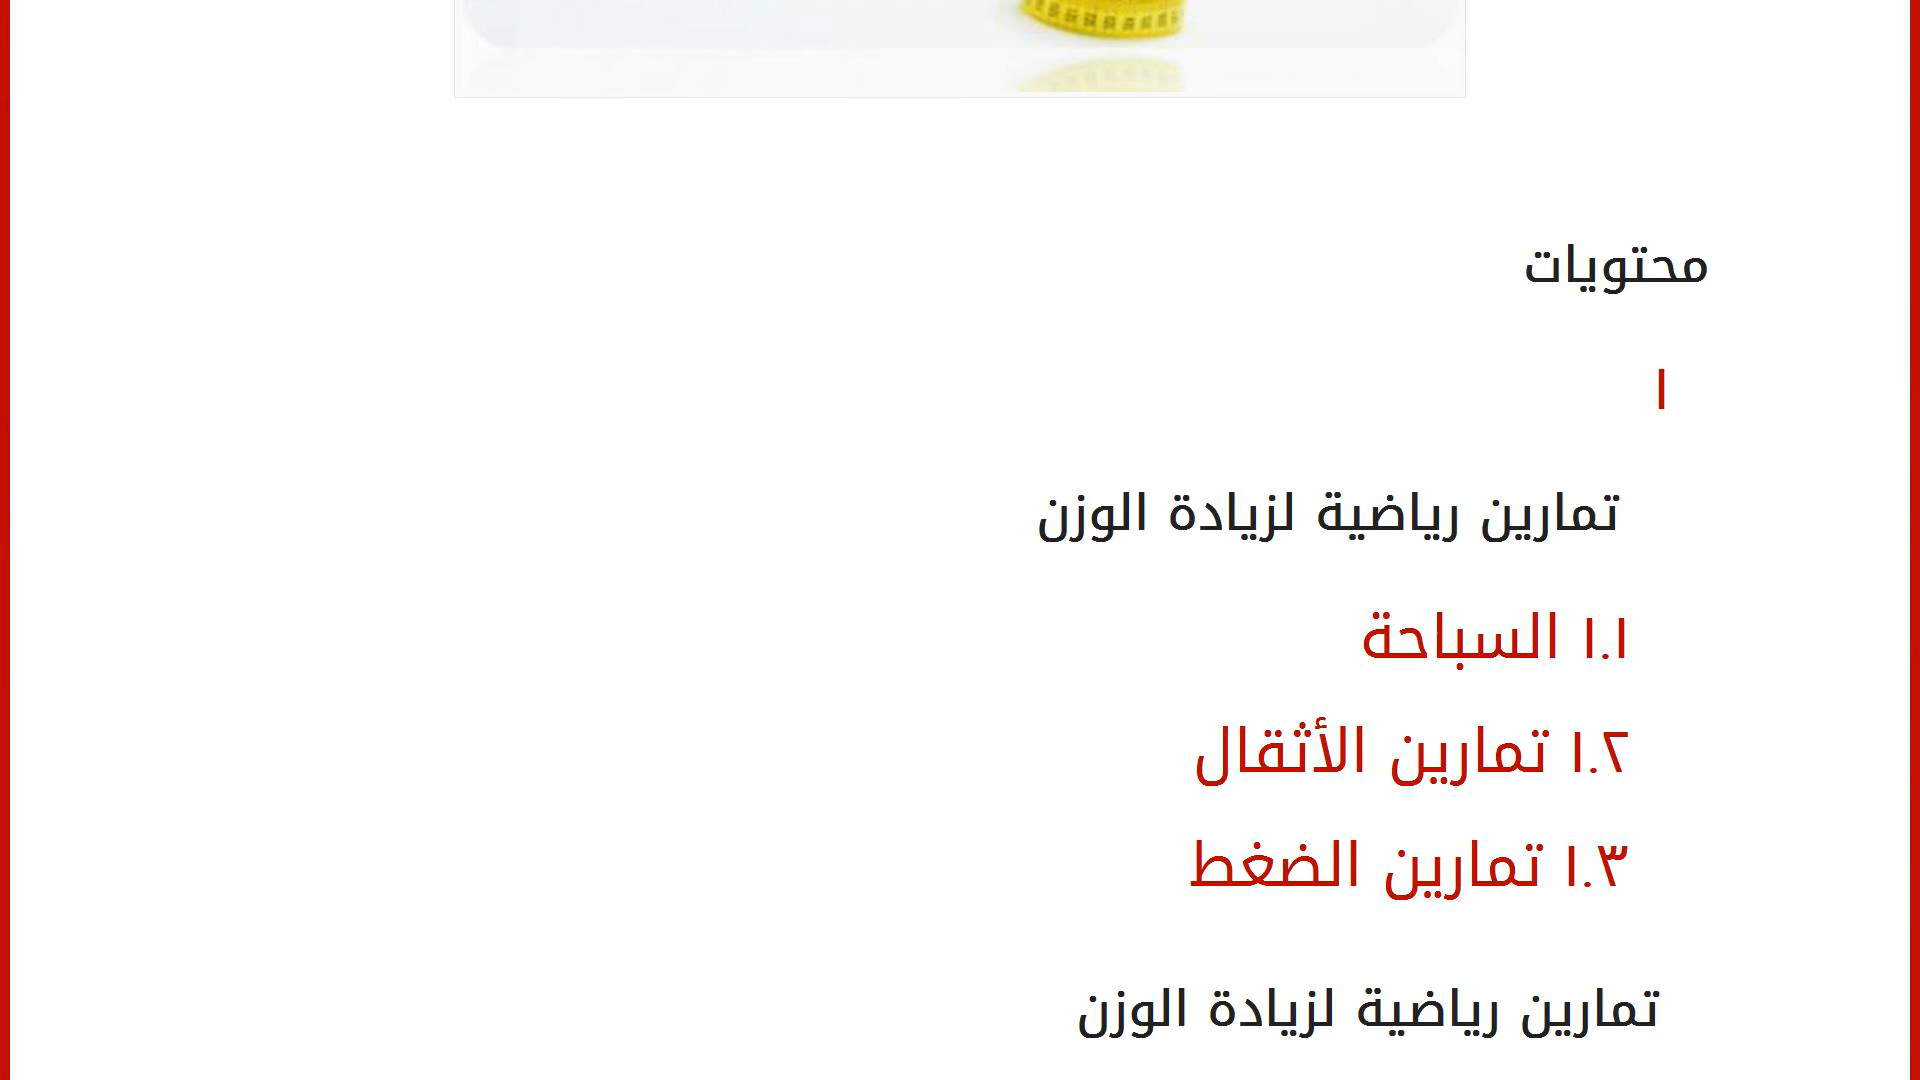 محتويات
١
تمارين رياضية لزيادة الوزن
١.١ السباحة
١.٢ تمارين الأثقال
١.٣ تمارين الضغط
تمارين رياضية لزيادة الوزن